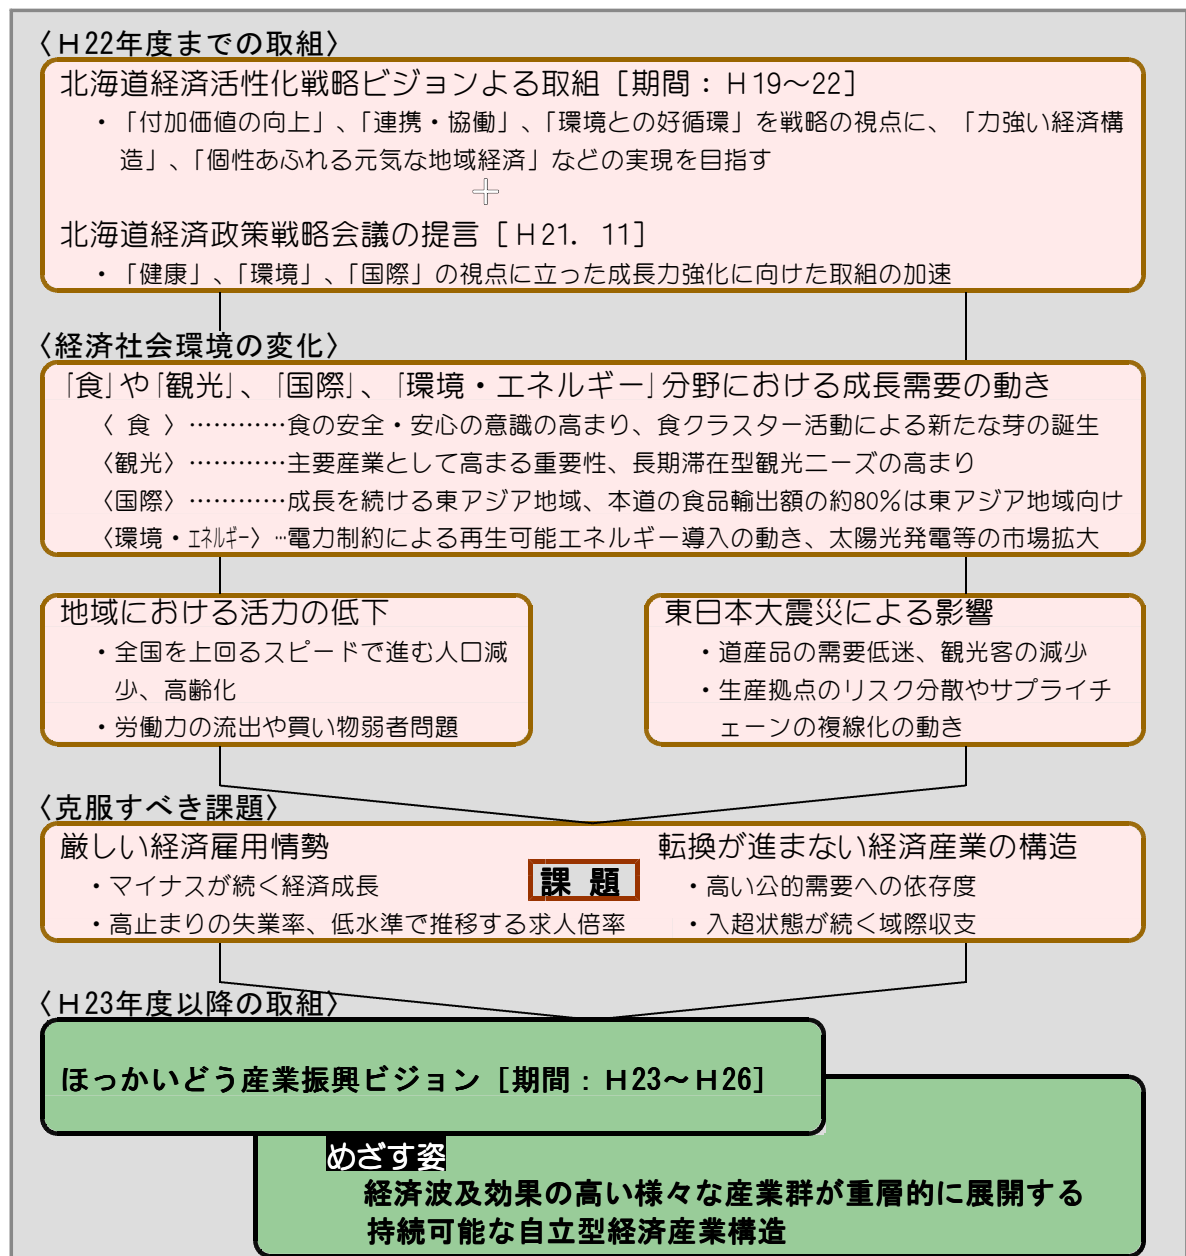 〈Ｈ22年度までの取組〉
北海道経済活性化戦略ビジョンよる取組［期間：Ｈ19～22］
・「付加価値の向上」、「連携・協働」、「環境との好循環」を戦略の視点に、「力強い経済構
造」、「個性あふれる元気な地域経済」などの実現を目指す
＋
北海道経済政策戦略会議の提言［Ｈ21．11］
・「健康」、「環境」、「国際」の視点に立った成長力強化に向けた取組の加速
〈経済社会環境の変化〉
「食」や「観光」、「国際」、「環境・エネルギー」分野における成長需要の動き
〈 食 〉…………食の安全・安心の意識の高まり、食クラスター活動による新たな芽の誕生
〈観光〉…………主要産業として高まる重要性、長期滞在型観光ニーズの高まり
〈国際〉…………成長を続ける東アジア地域、本道の食品輸出額の約80％は東アジア地域向け
〈環境・ｴﾈﾙｷﾞｰ〉…電力制約による再生可能エネルギー導入の動き、太陽光発電等の市場拡大
地域における活力の低下
・全国を上回るスピードで進む人口減
少、高齢化
・労働力の流出や買い物弱者問題
東日本大震災による影響
・道産品の需要低迷、観光客の減少
・生産拠点のリスク分散やサプライチ
ェーンの複線化の動き
〈克服すべき課題〉
厳しい経済雇用情勢
・マイナスが続く経済成長
・高止まりの失業率、低水準で推移する求人倍率
課 題
転換が進まない経済産業の構造
・高い公的需要への依存度
・入超状態が続く域際収支
〈Ｈ23年度以降の取組〉
ほっかいどう産業振興ビジョン［期間：Ｈ23～Ｈ26］
めざす姿
経済波及効果の高い様々な産業群が重層的に展開する
持続可能な自立型経済産業構造